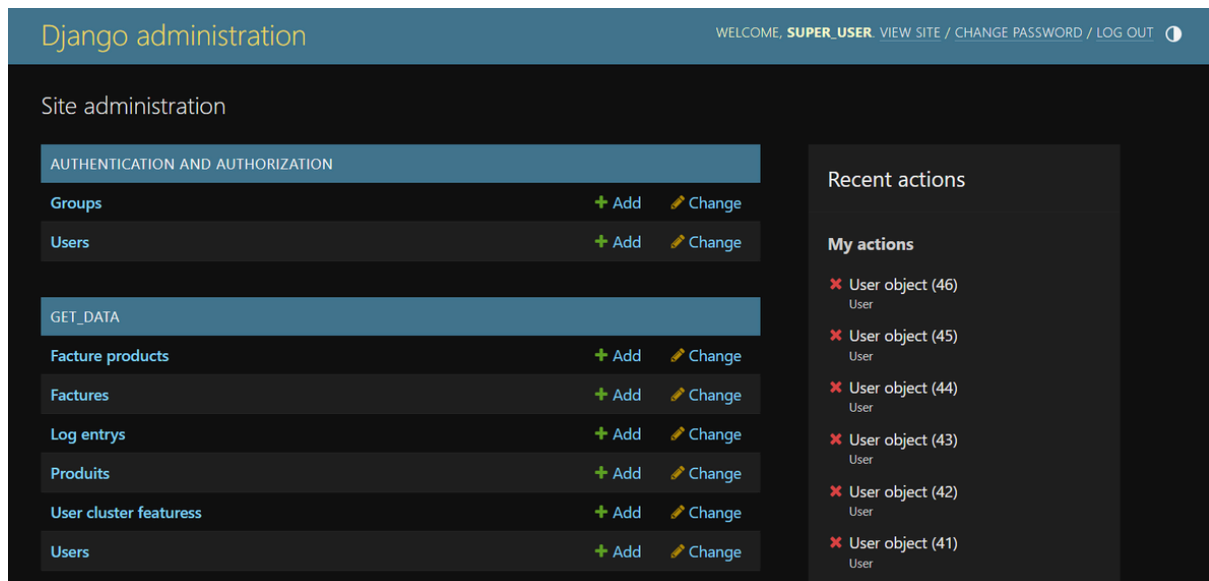 Django administration
WELCOME, SUPER_USER. VIEW SITE / CHANGE PASSWORD / LOG OUT
Site administration
AUTHENTICATION AND AUTHORIZATION
Groups Add Change
Users Add Change
GET_DATA
Facture products Add Change
Factures Add Change
Log entrys Add Change
Produits Add Change
User cluster featuress Add Change
Users Add Change
Recent actions
My actions
User object (46)
User
User object (45)
User
User object (44)
User
User object (43)
User
User object (42)
User
User object (41)
User